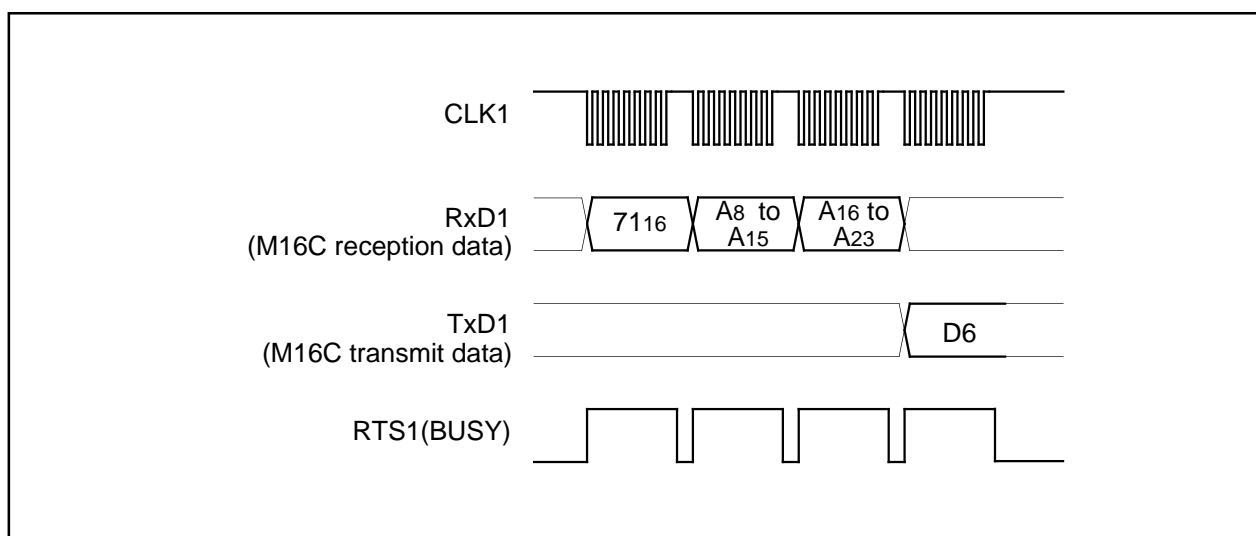 CLK1
RxD1
(M16C reception data)
7116
A8 to
A15
A16 to
A23
TxD1
(M16C transmit data)
D6
RTS1(BUSY)